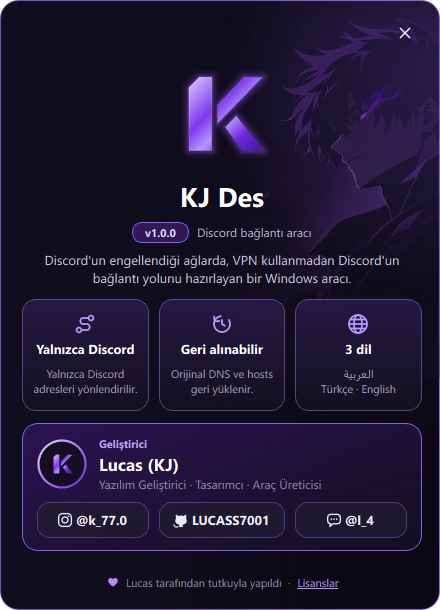 KJ Des
v1.0.0 Discord bağlantı aracı
Discord'un engellendiği ağlarda, VPN kullanmadan Discord'un
bağlantı yolunu hazırlayan bir Windows aracı.
Yalnızca Discord
Yalnızca Discord
adresleri yönlendirilir.
Geri alınabilir
Orijinal DNS ve hosts
geri yüklenir.
3 dil
العربية
Türkçe · English
Geliştirici
Lucas (KJ)
Yazılım Geliştirici · Tasarımcı · Araç Üreticisi
@k_77.0
LUCASS7001
@l_4
Lucas tarafından tutkuyla yapıldı · Lisanslar